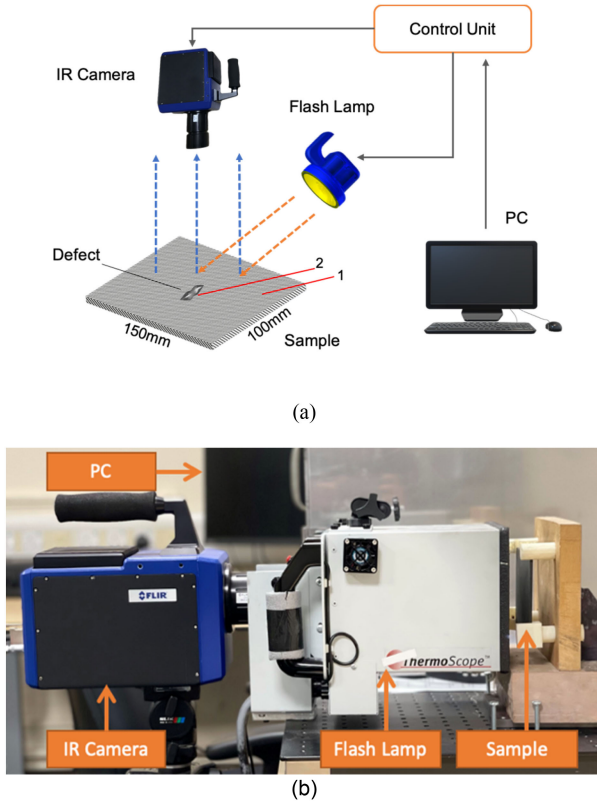 Control Unit
IR Camera
Flash Lamp
PC
Defect
2
1
150mm
100mm
Sample
(a)
PC
FLIR
ThermoScope™
IR Camera
Flash Lamp
Sample
(b)